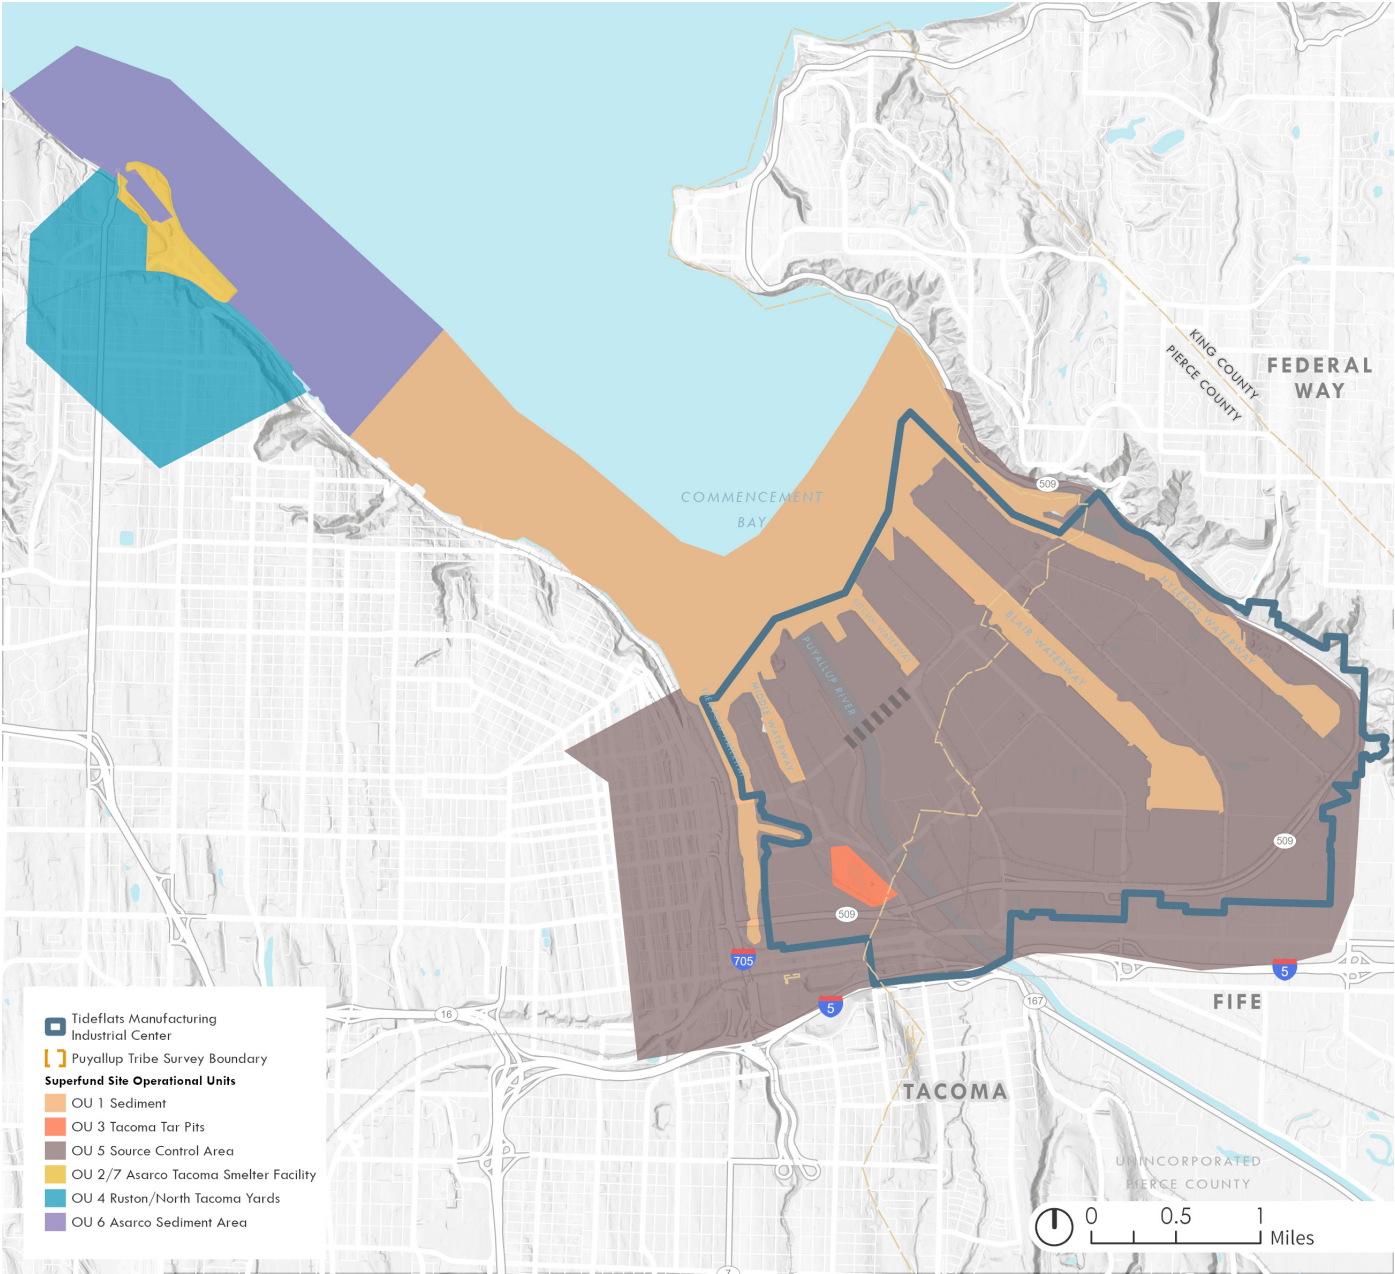 KING COUNTY
PIERCE COUNTY
FEDERAL
WAY
COMMENCEMENT
BAY
509
HYLEBOS WATERWAY
BLAIR WATERWAY
PUYALLUP RIVER
MIDDLE WATERWAY
509
509
705
5
5
16
167
FIFE
TACOMA
UNINCORPORATED
PIERCE COUNTY
7
Tideflats Manufacturing
Industrial Center
Puyallup Tribe Survey Boundary
Superfund Site Operational Units
OU 1 Sediment
OU 3 Tacoma Tar Pits
OU 5 Source Control Area
OU 2/7 Asarco Tacoma Smelter Facility
OU 4 Ruston/North Tacoma Yards
OU 6 Asarco Sediment Area
0 0.5 1
Miles